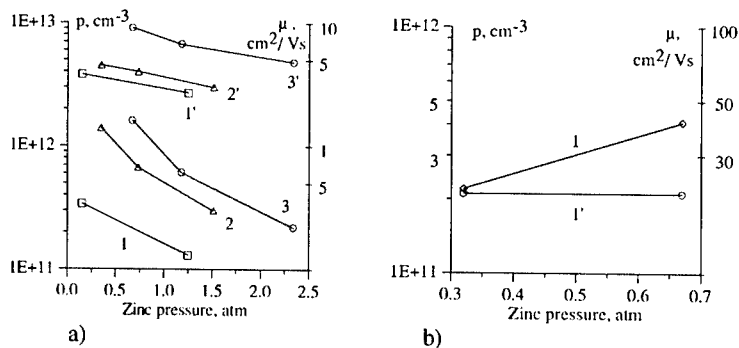 1E+13
p, cm-3
μ,
cm2/ Vs
10
5
3'
2'
1'
1E+12
1
5
3
2
1
1E+11
0.0
0.5
1.0
1.5
2.0
2.5
Zinc pressure, atm
a)
1E+12
p, cm-3
μ,
cm2/ Vs
100
5
50
1
3
30
1'
1E+11
10
0.3
0.4
0.5
0.6
0.7
Zinc pressure, atm
b)